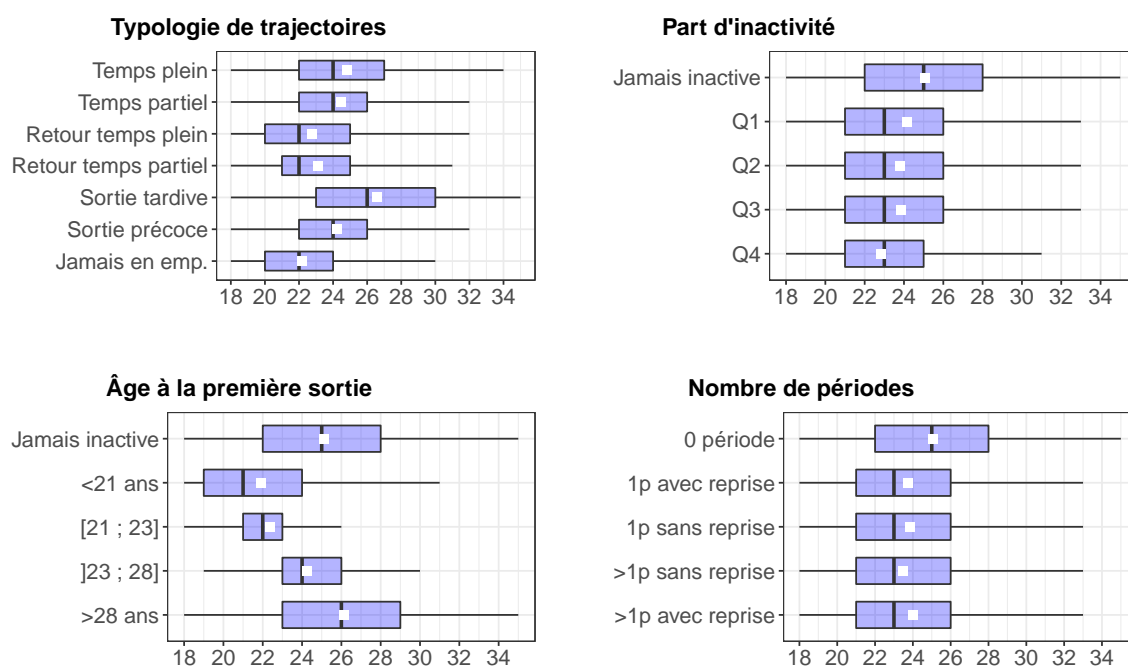 Typologie de trajectoires
Temps plein
Temps partiel
Retour temps plein
Retour temps partiel
Sortie tardive
Sortie précoce
Jamais en emp.
18 20 22 24 26 28 30 32 34
Part d'inactivité
Jamais inactive
Q1
Q2
Q3
Q4
18 20 22 24 26 28 30 32 34
Âge à la première sortie
Jamais inactive
<21 ans
[21 ; 23]
]23 ; 28]
>28 ans
18 20 22 24 26 28 30 32 34
Nombre de périodes
0 période
1p avec reprise
1p sans reprise
>1p sans reprise
>1p avec reprise
18 20 22 24 26 28 30 32 34